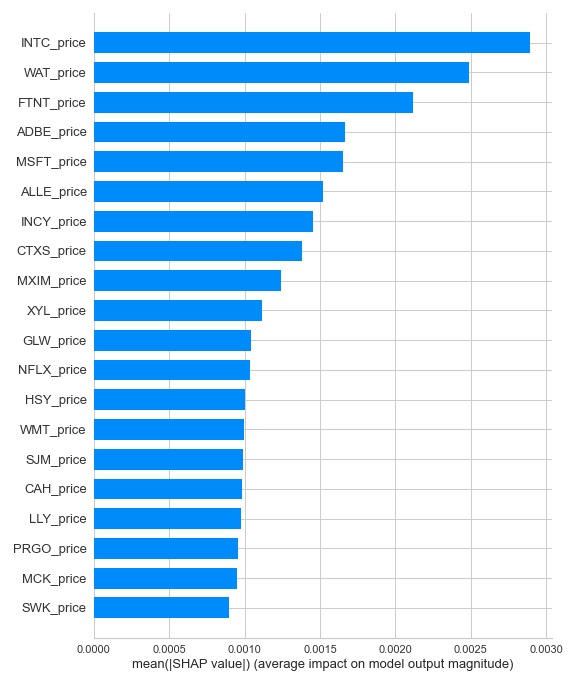 INTC_price
WAT_price
FTNT_price
ADBE_price
MSFT_price
ALLE_price
INCY_price
CTXS_price
MXIM_price
XYL_price
GLW_price
NFLX_price
HSY_price
WMT_price
SJM_price
CAH_price
LLY_price
PRGO_price
MCK_price
SWK_price
0.0000 0.0005 0.0010 0.0015 0.0020 0.0025 0.0030
mean(|SHAP value|) (average impact on model output magnitude)